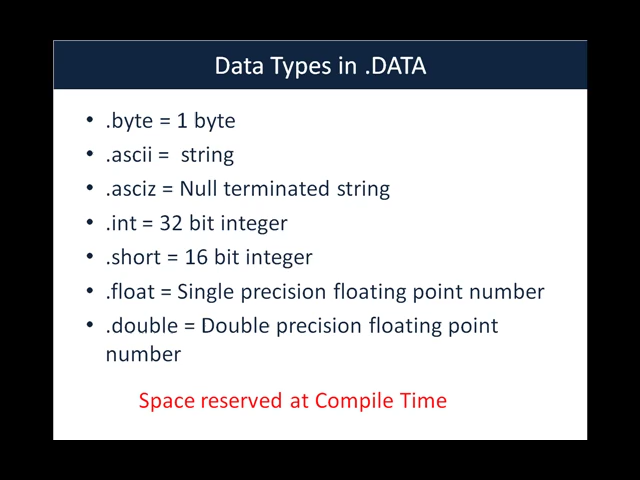 Data Types in .DATA
• .byte = 1 byte
• .ascii =  string
• .asciz = Null terminated string
• .int = 32 bit integer
• .short = 16 bit integer
• .float = Single precision floating point number
• .double = Double precision floating point
number
Space reserved at Compile Time